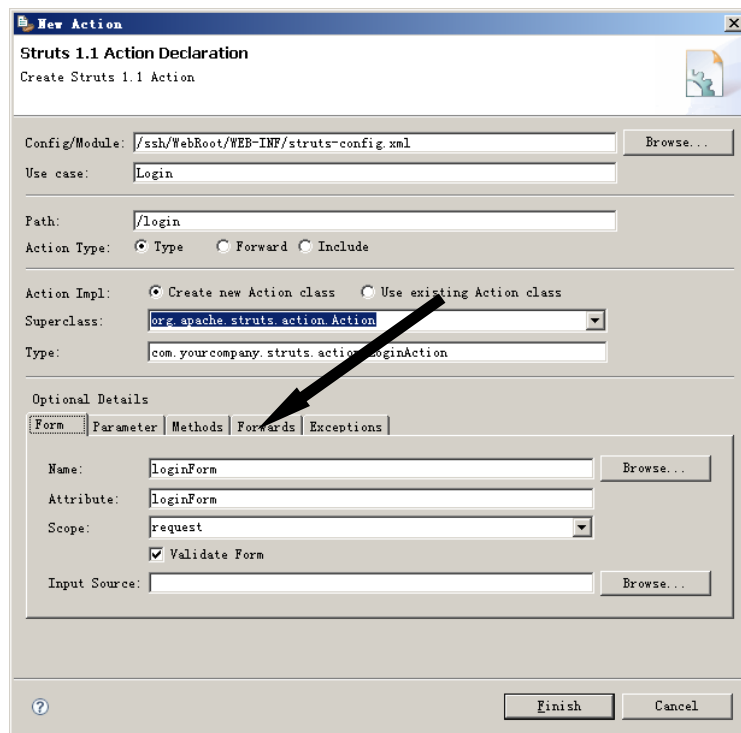 New Action
Struts 1.1 Action Declaration
Create Struts 1.1 Action
Config/Module: /ssh/WebRoot/WEB-INF/struts-config.xml Browse...
Use case: Login
Path: /login
Action Type: Type Forward Include
Action Impl: Create new Action class Use existing Action class
Superclass: org.apache.struts.action.Action
Type: com.yourcompany.struts.action.LoginAction
Optional Details
Form Parameter Methods Forwards Exceptions
Name: loginForm Browse...
Attribute: loginForm
Scope: request
Validate Form
Input Source: Browse...
Finish Cancel